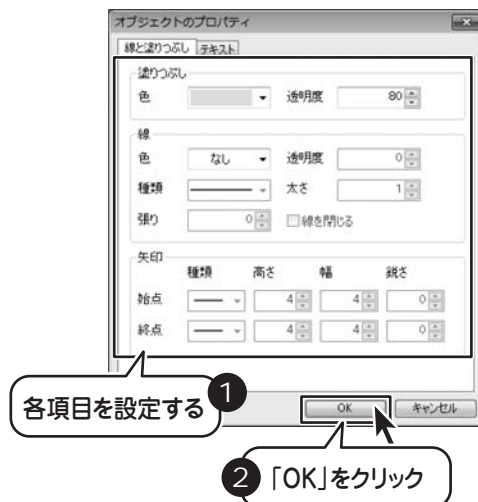 オブジェクトのプロパティ
線と塗りつぶし テキスト
塗りつぶし
色 透明度 80
線
色 なし 透明度 0
種類 太さ 1
張り 0 線を閉じる
矢印
種類 高さ 幅 鋭さ
始点 4 4 0
終点 4 4 0
各項目を設定する 1
OK キャンセル
2 「OK」をクリック